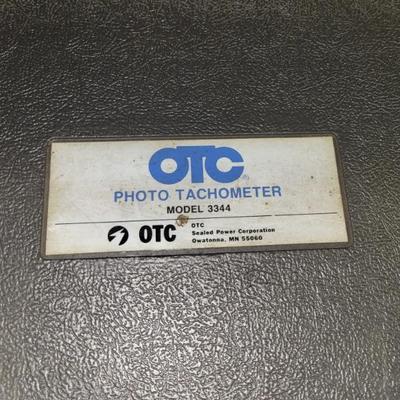 OTC®
PHOTO TACHOMETER
MODEL 3344
OTC
OTC
Sealed Power Corporation
Owatonna, MN 55060